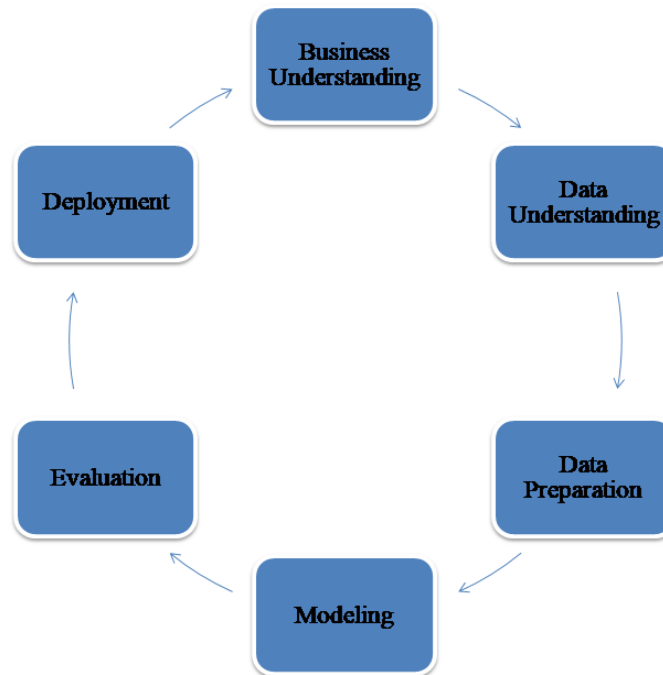 Business
Understanding
Data
Understanding
Data
Preparation
Modeling
Evaluation
Deployment